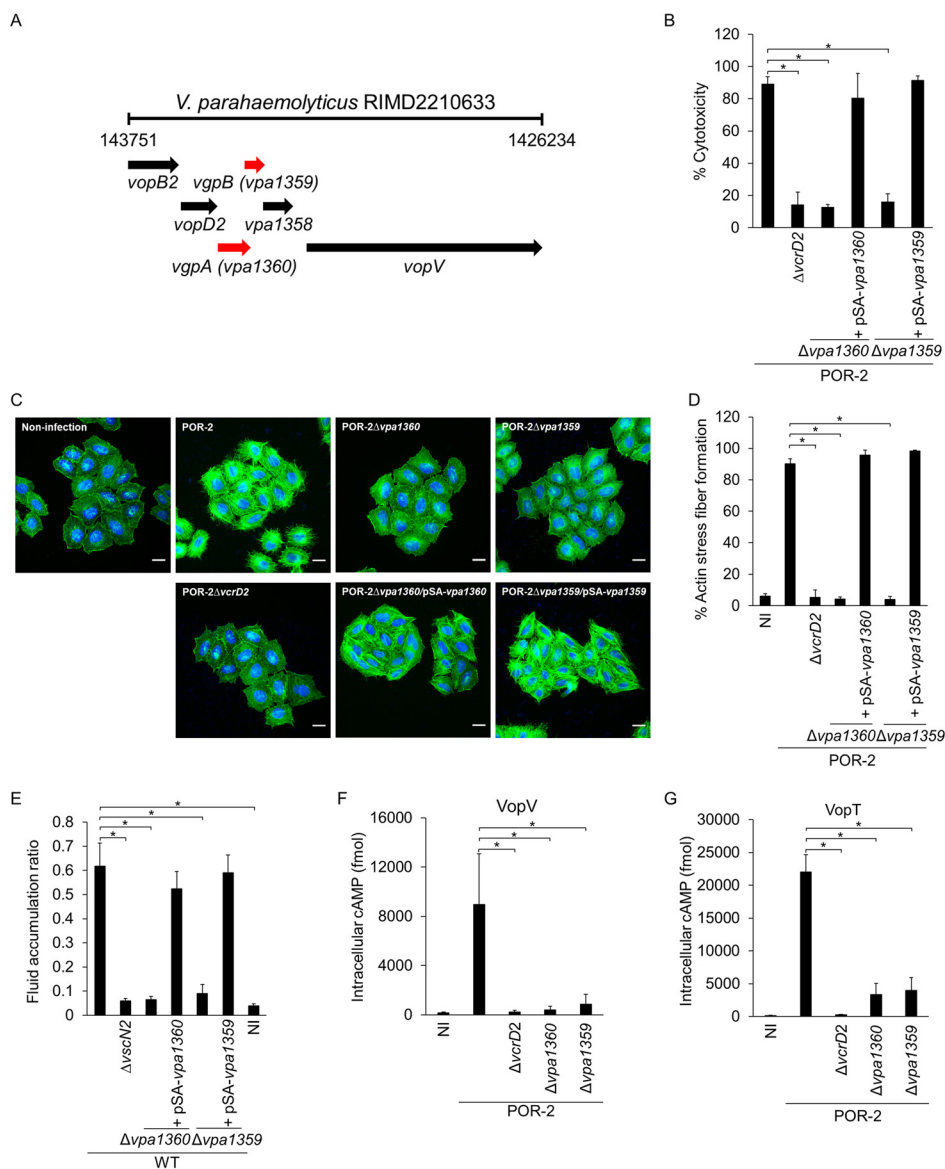 A
V. parahaemolyticus RIMD2210633
143751
1426234
vopB2
vgpB (vpa1359)
vopD2
vpa1358
vgpA (vpa1360)
vopV
B
% Cytotoxicity
120
100
80
60
40
20
0
*
*
*
ΔvcrD2
+ pSA-vpa1360
+ pSA-vpa1359
Δvpa1360
Δvpa1359
POR-2
C
Non-infection
POR-2
POR-2Δvpa1360
POR-2Δvpa1359
POR-2ΔvcrD2
POR-2Δvpa1360/pSA-vpa1360
POR-2Δvpa1359/pSA-vpa1359
D
% Actin stress fiber formation
120
100
80
60
40
20
0
*
*
*
NI
ΔvcrD2
+ pSA-vpa1360
+ pSA-vpa1359
Δvpa1360
Δvpa1359
POR-2
E
Fluid accumulation ratio
0.8
0.7
0.6
0.5
0.4
0.3
0.2
0.1
0
*
*
*
*
ΔvscN2
+ pSA-vpa1360
+ pSA-vpa1359
NI
Δvpa1360
Δvpa1359
WT
F
VopV
Intracellular cAMP (fmol)
16000
12000
8000
4000
0
*
*
*
NI
ΔvcrD2
Δvpa1360
Δvpa1359
POR-2
G
VopT
Intracellular cAMP (fmol)
30000
25000
20000
15000
10000
5000
0
*
*
*
NI
ΔvcrD2
Δvpa1360
Δvpa1359
POR-2